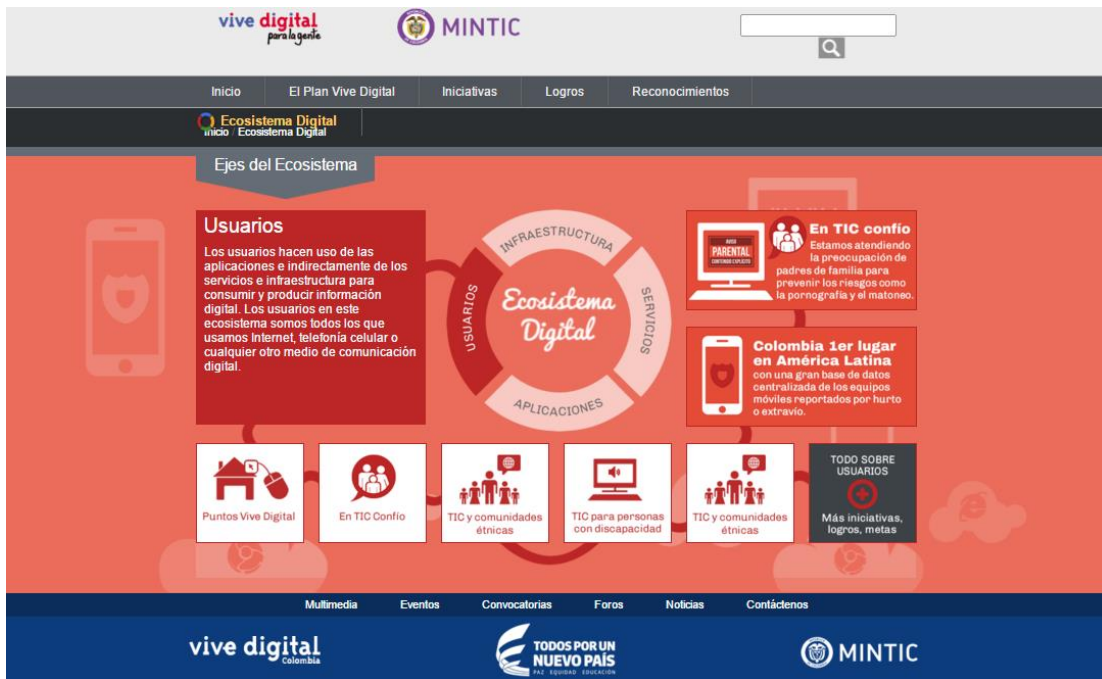 vive digital
para la gente
MINTIC
Inicio
El Plan Vive Digital
Iniciativas
Logros
Reconocimientos
Ecosistema Digital
Inicio / Ecosistema Digital
Ejes del Ecosistema
Usuarios
Los usuarios hacen uso de las
aplicaciones e indirectamente de los
servicios e infraestructura para
consumir y producir información
digital. Los usuarios en este
ecosistema somos todos los que
usamos Internet, telefonía celular o
cualquier otro medio de comunicación
digital.
INFRAESTRUCTURA
SERVICIOS
APLICACIONES
USUARIOS
Ecosistema
Digital
AVISO
PARENTAL
CONTENIDO EXPLICITO
En TIC confío
Estamos atendiendo
la preocupación de
padres de familia para
prevenir los riesgos como
la pornografía y el matoneo.
Colombia 1er lugar
en América Latina
con una gran base de datos
centralizada de los equipos
móviles reportados por hurto
o extravío.
Puntos Vive Digital
En TIC Confío
TIC y comunidades
étnicas
TIC para personas
con discapacidad
TIC y comunidades
étnicas
TODO SOBRE
USUARIOS
Más iniciativas,
logros, metas
Multimedia
Eventos
Convocatorias
Foros
Noticias
Contáctenos
vive digital
Colombia
TODOS POR UN
NUEVO PAÍS
PAZ EQUIDAD EDUCACIÓN
MINTIC